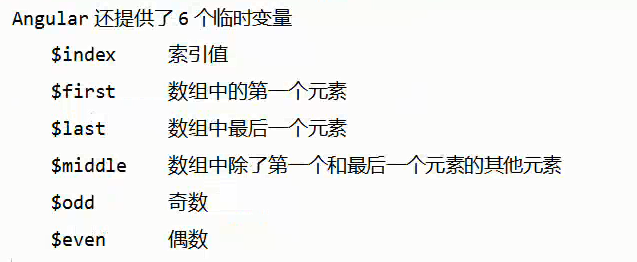 Angular 还提供了 6 个临时变量
$index 索引值
$first 数组中的第一个元素
$last 数组中最后一个元素
$middle 数组中除了第一个和最后一个元素的其他元素
$odd 奇数
$even 偶数